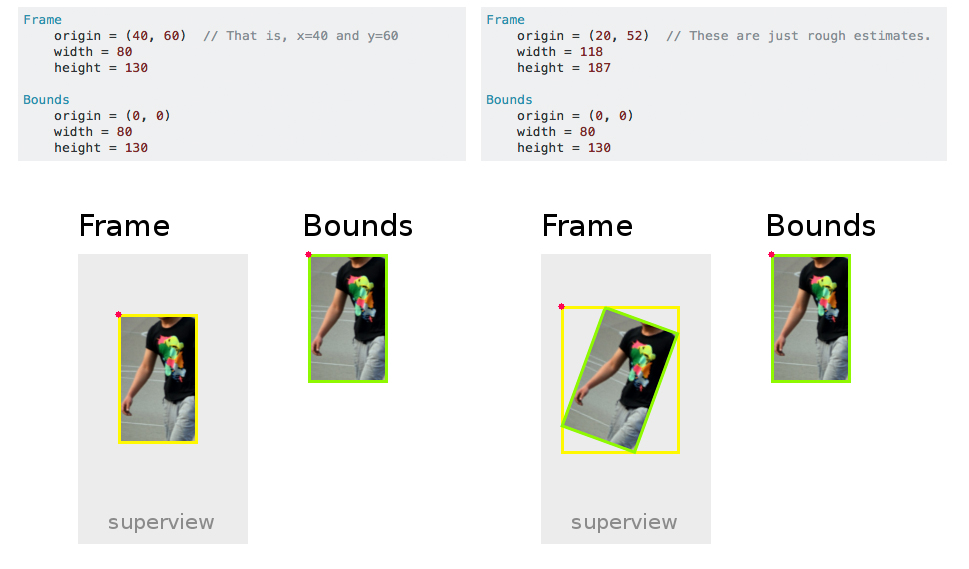 Frame
    origin = (40, 60)  // That is, x=40 and y=60
    width = 80
    height = 130

Bounds
    origin = (0, 0)
    width = 80
    height = 130

Frame
    origin = (20, 52)  // These are just rough estimates.
    width = 118
    height = 187

Bounds
    origin = (0, 0)
    width = 80
    height = 130

Frame
Bounds
superview
Frame
Bounds
superview